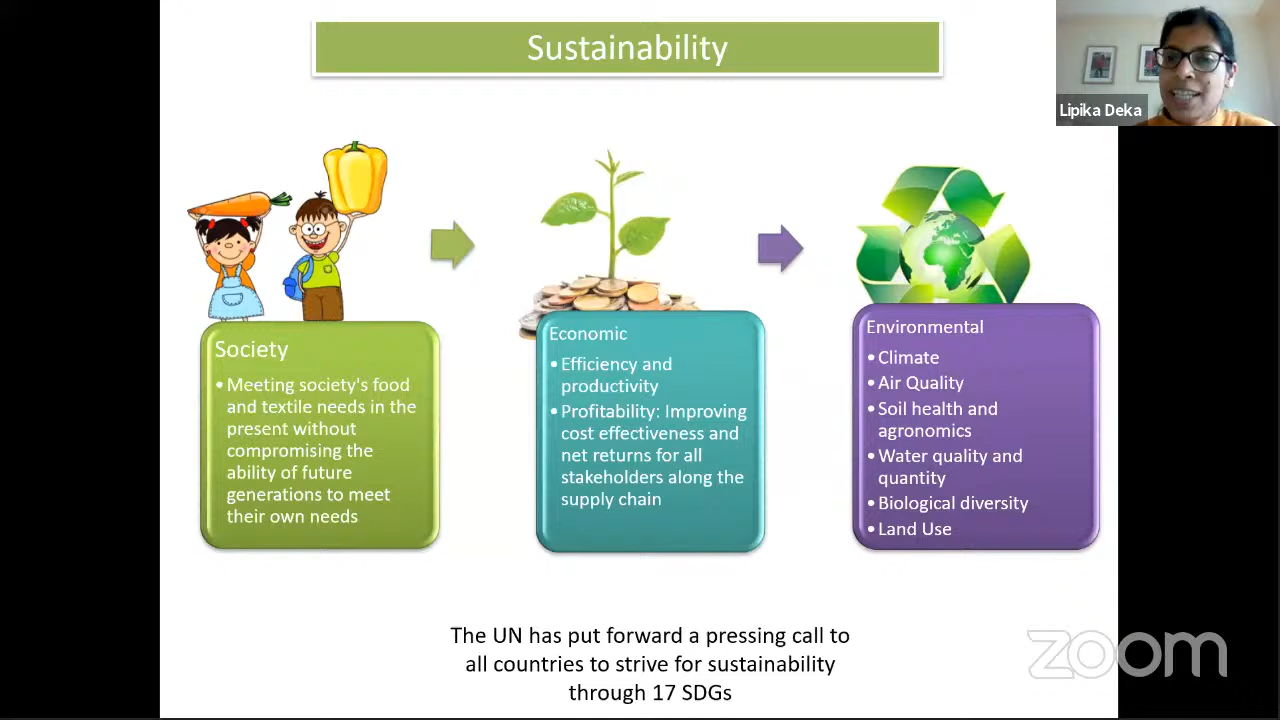 Sustainability
Lipika Deka
Society
• Meeting society's food
and textile needs in the
present without
compromising the
ability of future
generations to meet
their own needs
Economic
• Efficiency and
productivity
• Profitability: Improving
cost effectiveness and
net returns for all
stakeholders along the
supply chain
Environmental
• Climate
• Air Quality
• Soil health and
agronomics
• Water quality and
quantity
• Biological diversity
• Land Use
The UN has put forward a pressing call to
all countries to strive for sustainability
through 17 SDGs
zoom